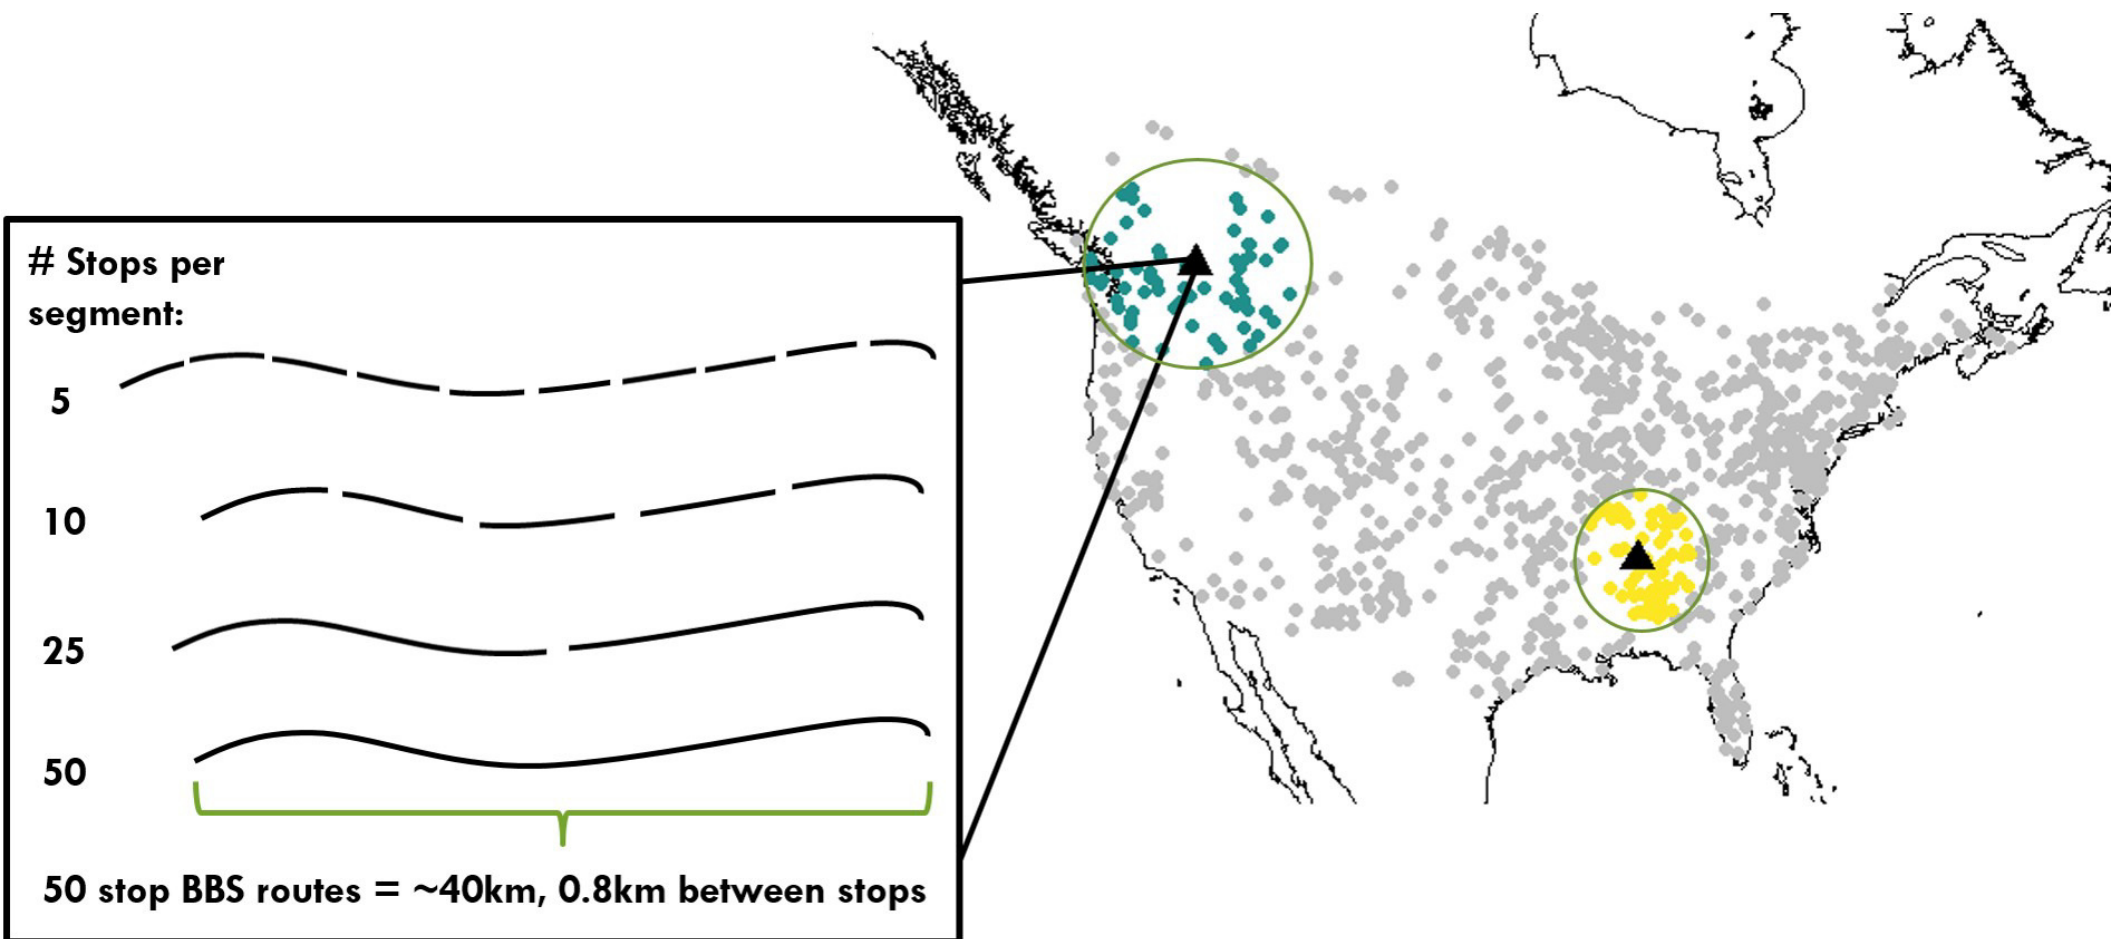 # Stops per
segment:
5
10
25
50
50 stop BBS routes = ~40km, 0.8km between stops